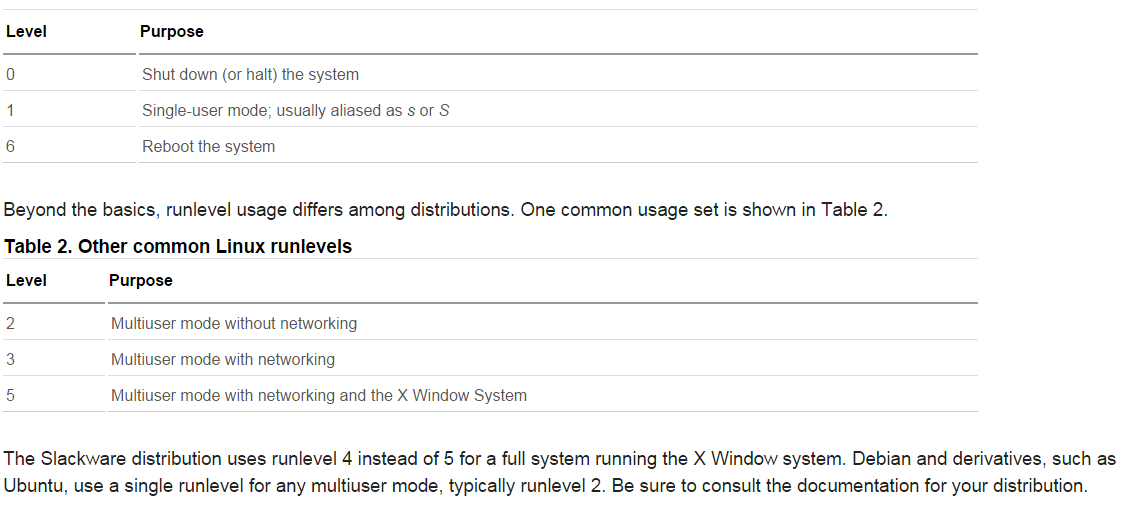 Level Purpose
0 Shut down (or halt) the system
1 Single-user mode; usually aliased as s or S
6 Reboot the system
Beyond the basics, runlevel usage differs among distributions. One common usage set is shown in Table 2.
Table 2. Other common Linux runlevels
Level Purpose
2 Multiuser mode without networking
3 Multiuser mode with networking
5 Multiuser mode with networking and the X Window System
The Slackware distribution uses runlevel 4 instead of 5 for a full system running the X Window system. Debian and derivatives, such as
Ubuntu, use a single runlevel for any multiuser mode, typically runlevel 2. Be sure to consult the documentation for your distribution.